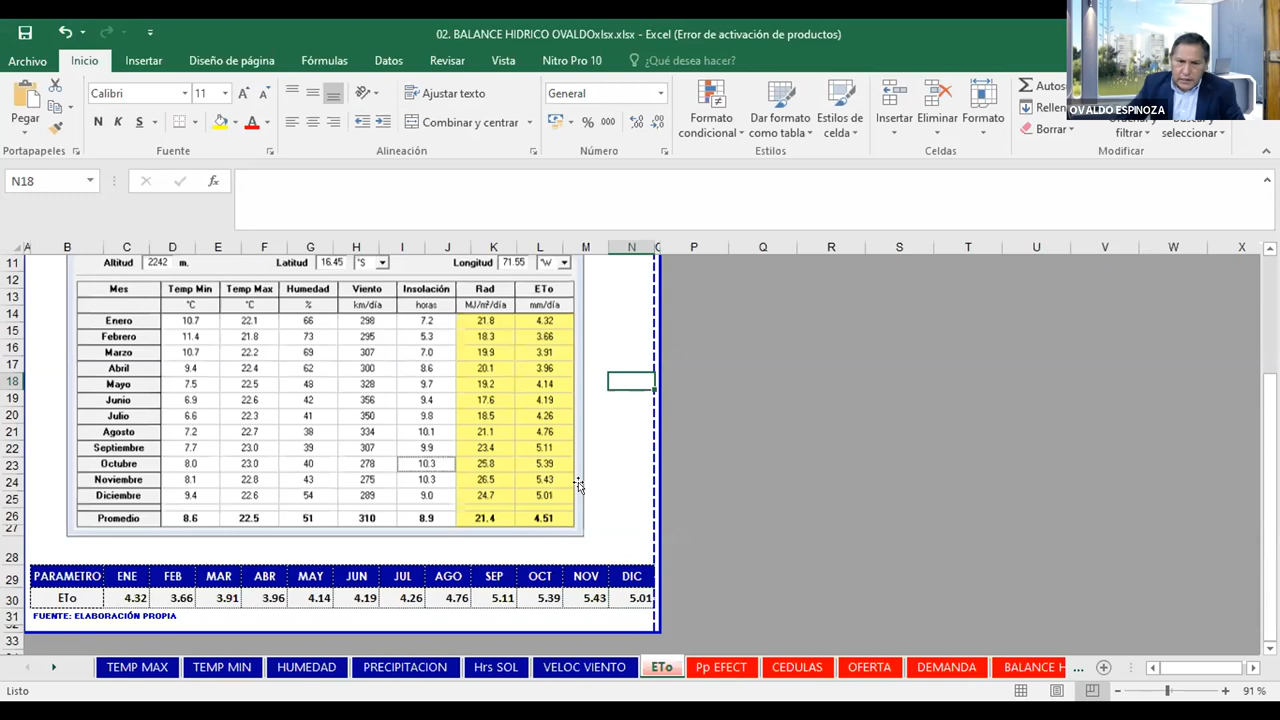 02. BALANCE HIDRICO OVALDOxlsx.xlsx - Excel (Error de activación de productos)
Archivo Inicio Insertar Diseño de página Fórmulas Datos Revisar Vista Nitro Pro 10 ¿Qué desea hacer?
OVALDO ESPINOZA
Calibri 11 Ajustar texto General
Pegar N K S Combinar y centrar % 000 Formato condicional Dar formato como tabla Estilos de celda Insertar Eliminar Formato Borrar filtrar seleccionar
Portapapeles Fuente Alineación Número Estilos Celdas Modificar
N18 fx
A B C D E F G H I J K L M N P Q R S T U V W X
11 Altitud 2242 m. Latitud 16.45 °S Longitud 71.55 °W
12 Mes Temp Min Temp Max Humedad Viento Insolación Rad ETo
13 °C °C % km/día horas MJ/m²/día mm/día
14 Enero 10.7 22.1 66 298 7.2 21.8 4.32
15 Febrero 11.4 21.8 73 295 5.3 18.3 3.66
16 Marzo 10.7 22.2 69 307 7.0 19.9 3.91
17 Abril 9.4 22.4 62 300 8.6 20.1 3.96
18 Mayo 7.5 22.5 48 328 9.7 19.2 4.14
19 Junio 6.9 22.6 42 356 9.4 17.6 4.19
20 Julio 6.6 22.3 41 350 9.8 18.5 4.26
21 Agosto 7.2 22.7 38 334 10.1 21.1 4.76
22 Septiembre 7.7 23.0 39 307 9.9 23.4 5.11
23 Octubre 8.0 23.0 40 278 10.3 25.8 5.39
24 Noviembre 8.1 22.8 43 275 10.3 26.5 5.43
25 Diciembre 9.4 22.6 54 289 9.0 24.7 5.01
26 Promedio 8.6 22.5 51 310 8.9 21.4 4.51
27
28
29 PARAMETRO ENE FEB MAR ABR MAY JUN JUL AGO SEP OCT NOV DIC
30 ETo 4.32 3.66 3.91 3.96 4.14 4.19 4.26 4.76 5.11 5.39 5.43 5.01
31 FUENTE: ELABORACIÓN PROPIA
33
TEMP MAX TEMP MIN HUMEDAD PRECIPITACION Hrs SOL VELOC VIENTO ETo Pp EFECT CEDULAS OFERTA DEMANDA BALANCE H ...
Listo 91 %